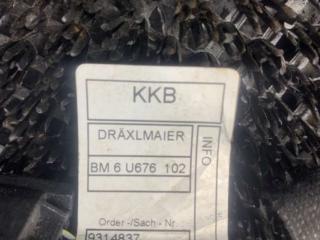 KKB
DRÄXLMAIER
BM 6 U676 102
INFO
Order -/Sach - Nr.
9314837